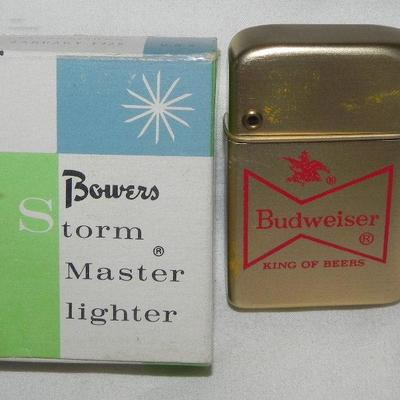 Bowers
Storm
®
Master
lighter
®
Budweiser
®
KING OF BEERS